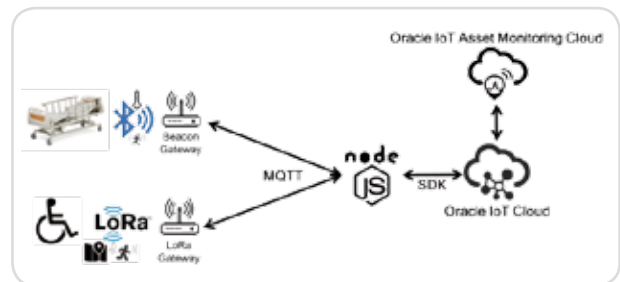 Oracle IoT Asset Monitoring Cloud
Beacon
Gateway
node
JS
MQTT
SDK
Oracle IoT Cloud
LoRa
LoRa
Gateway